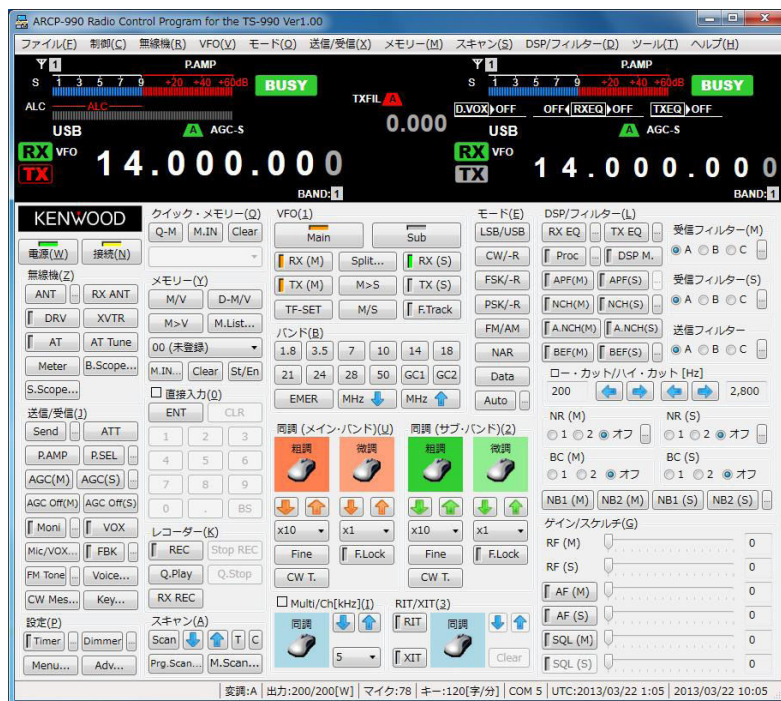 ARCP-990 Radio Control Program for the TS-990 Ver1.00
ファイル(F) 制御(C) 無線機(R) VFO(V) モード(O) 送信/受信(X) メモリー(M) スキャン(S) DSP/フィルター(D) ツール(T) ヘルプ(H)
1 P.AMP 1 P.AMP
S 1 3 5 7 9 +20 +40 +60dB BUSY S 1 3 5 7 9 +20 +40 +60dB BUSY
ALC ALC TXFIL A D.VOX OFF OFF RXEQ OFF TXEQ OFF
USB A AGC-S 0.000 USB A AGC-S
RX VFO RX VFO
TX 14.000.000 TX 14.000.000
BAND:1 BAND:1
KENWOOD
電源(W) 接続(N)
無線機(Z)
ANT ... RX ANT
DRV XVTR
AT AT Tune
Meter B.Scope...
S.Scope...
送信/受信(J)
Send ... ATT
P.AMP P.SEL ...
AGC(M) AGC(S) ...
AGC Off(M) AGC Off(S)
Moni ... VOX
Mic/VOX... FBK ...
FM Tone ... Voice...
CW Mes... Key...
設定(P)
Timer ... Dimmer ...
Menu... Adv...
クイック・メモリー(Q)
Q-M M.IN Clear
メモリー(Y)
M/V D-M/V
M>V M.List...
00 (未登録)
M.IN... Clear St/En
直接入力(0)
ENT CLR
1 2 3
4 5 6
7 8 9
0 . BS
レコーダー(K)
REC Stop REC
Q.Play Q.Stop
RX REC
スキャン(A)
Scan T C
Prg.Scan... M.Scan...
VFO(1)
Main Sub
RX (M) Split... RX (S)
TX (M) M>S TX (S)
TF-SET M/S F.Track
バンド(B)
1.8 3.5 7 10 14 18
21 24 28 50 GC1 GC2
EMER MHz MHz
同調 (メイン・バンド)(U) 同調 (サブ・バンド)(2)
粗調 微調 粗調 微調
x10 x1 x10 x1
Fine F.Lock Fine F.Lock
CW T. CW T.
Multi/Ch[kHz](I) RIT/XIT(3)
同調 RIT 同調
5 XIT Clear
モード(E)
LSB/USB
CW/-R
FSK/-R
PSK/-R
FM/AM
NAR
Data
Auto ...
DSP/フィルター(L)
RX EQ ... TX EQ ... 受信フィルター(M)
Proc ... DSP M. A B C ...
APF(M) APF(S) ... 受信フィルター(S)
NCH(M) NCH(S) ... A B C ...
A.NCH(M) A.NCH(S) 送信フィルター
BEF(M) BEF(S) ... A B C ...
ロー・カット/ハイ・カット [Hz]
200 2,800
NR (M) NR (S)
1 2 オフ ... 1 2 オフ ...
BC (M) BC (S)
1 2 オフ 1 2 オフ
NB1 (M) NB2 (M) NB1 (S) NB2 (S) ...
ゲイン/スケルチ(G)
RF (M) 0
RF (S) 0
AF (M) 0
AF (S) 0
SQL (M) 0
SQL (S) 0
変調:A 出力:200/200[W] マイク:78 キー:120[字/分] COM 5 UTC:2013/03/22 1:05 2013/03/22 10:05